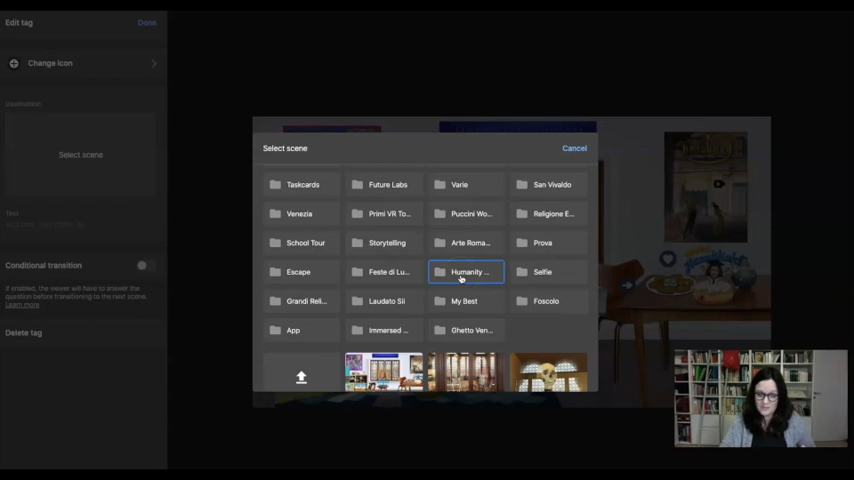 Edit tag
Done
Change icon
Destination
Select scene
Text
Conditional transition
If enabled, the viewer will have to answer the
question before transitioning to the next scene.
Learn more
Delete tag
Select scene
Cancel
Taskcards
Future Labs
Varie
San Vivaldo
Venezia
Primi VR To...
Puccini Wo...
Religione E...
School Tour
Storytelling
Arte Roma...
Prova
Escape
Feste di Lu...
Humanity ...
Selfie
Grandi Reli...
Laudato Sii
My Best
Foscolo
App
Immersed ...
Ghetto Ven...